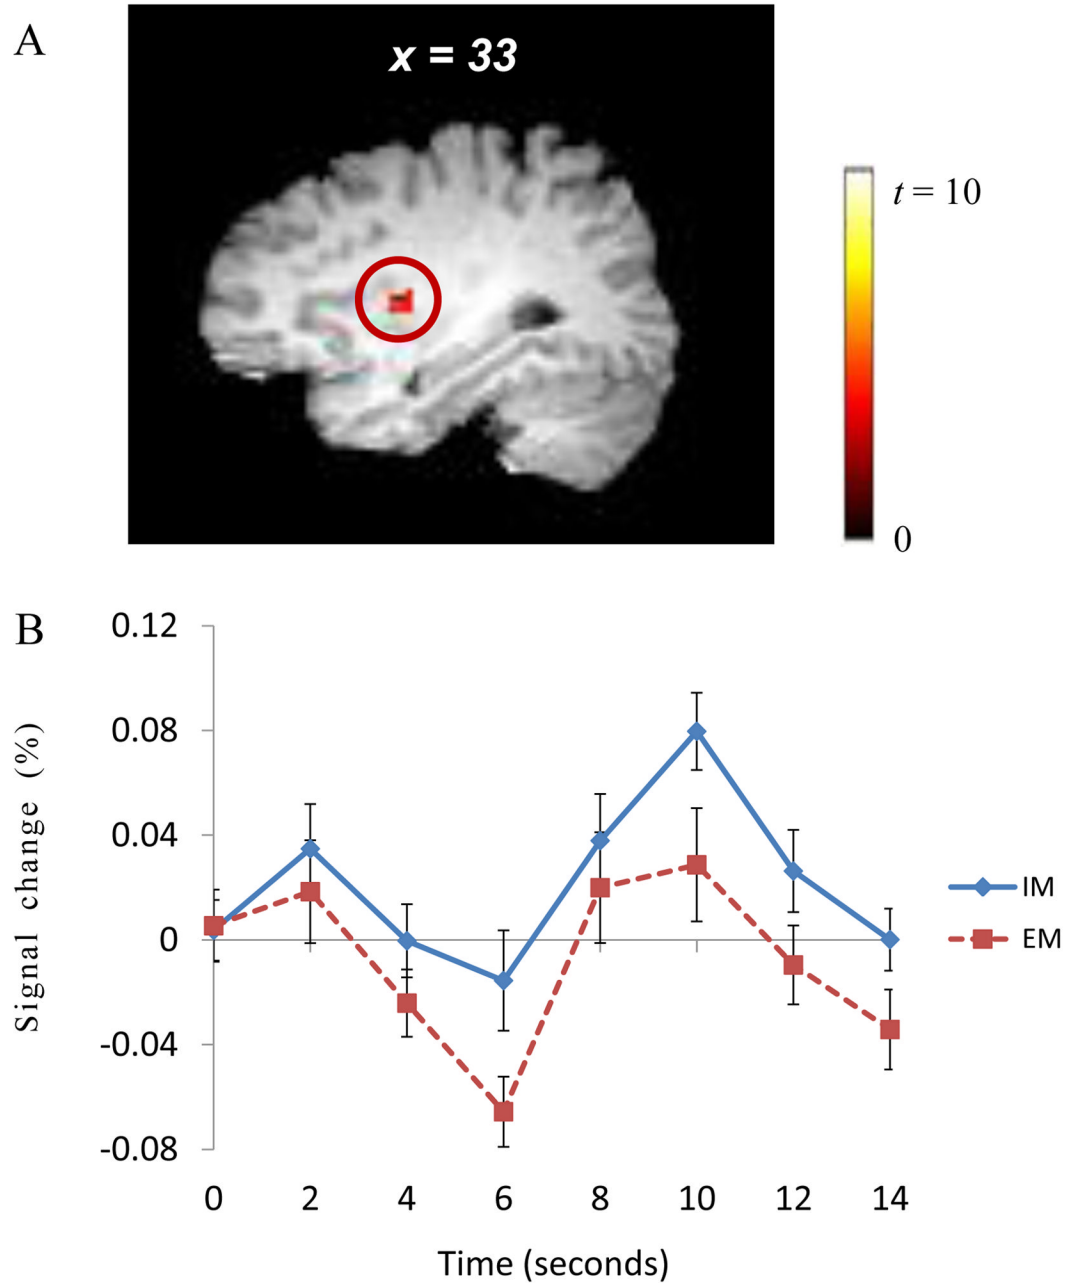 A
x = 33
t = 10
0
B
Signal change (%)
0.12
0.08
0.04
0
-0.04
-0.08
0 2 4 6 8 10 12 14
Time (seconds)
IM
EM